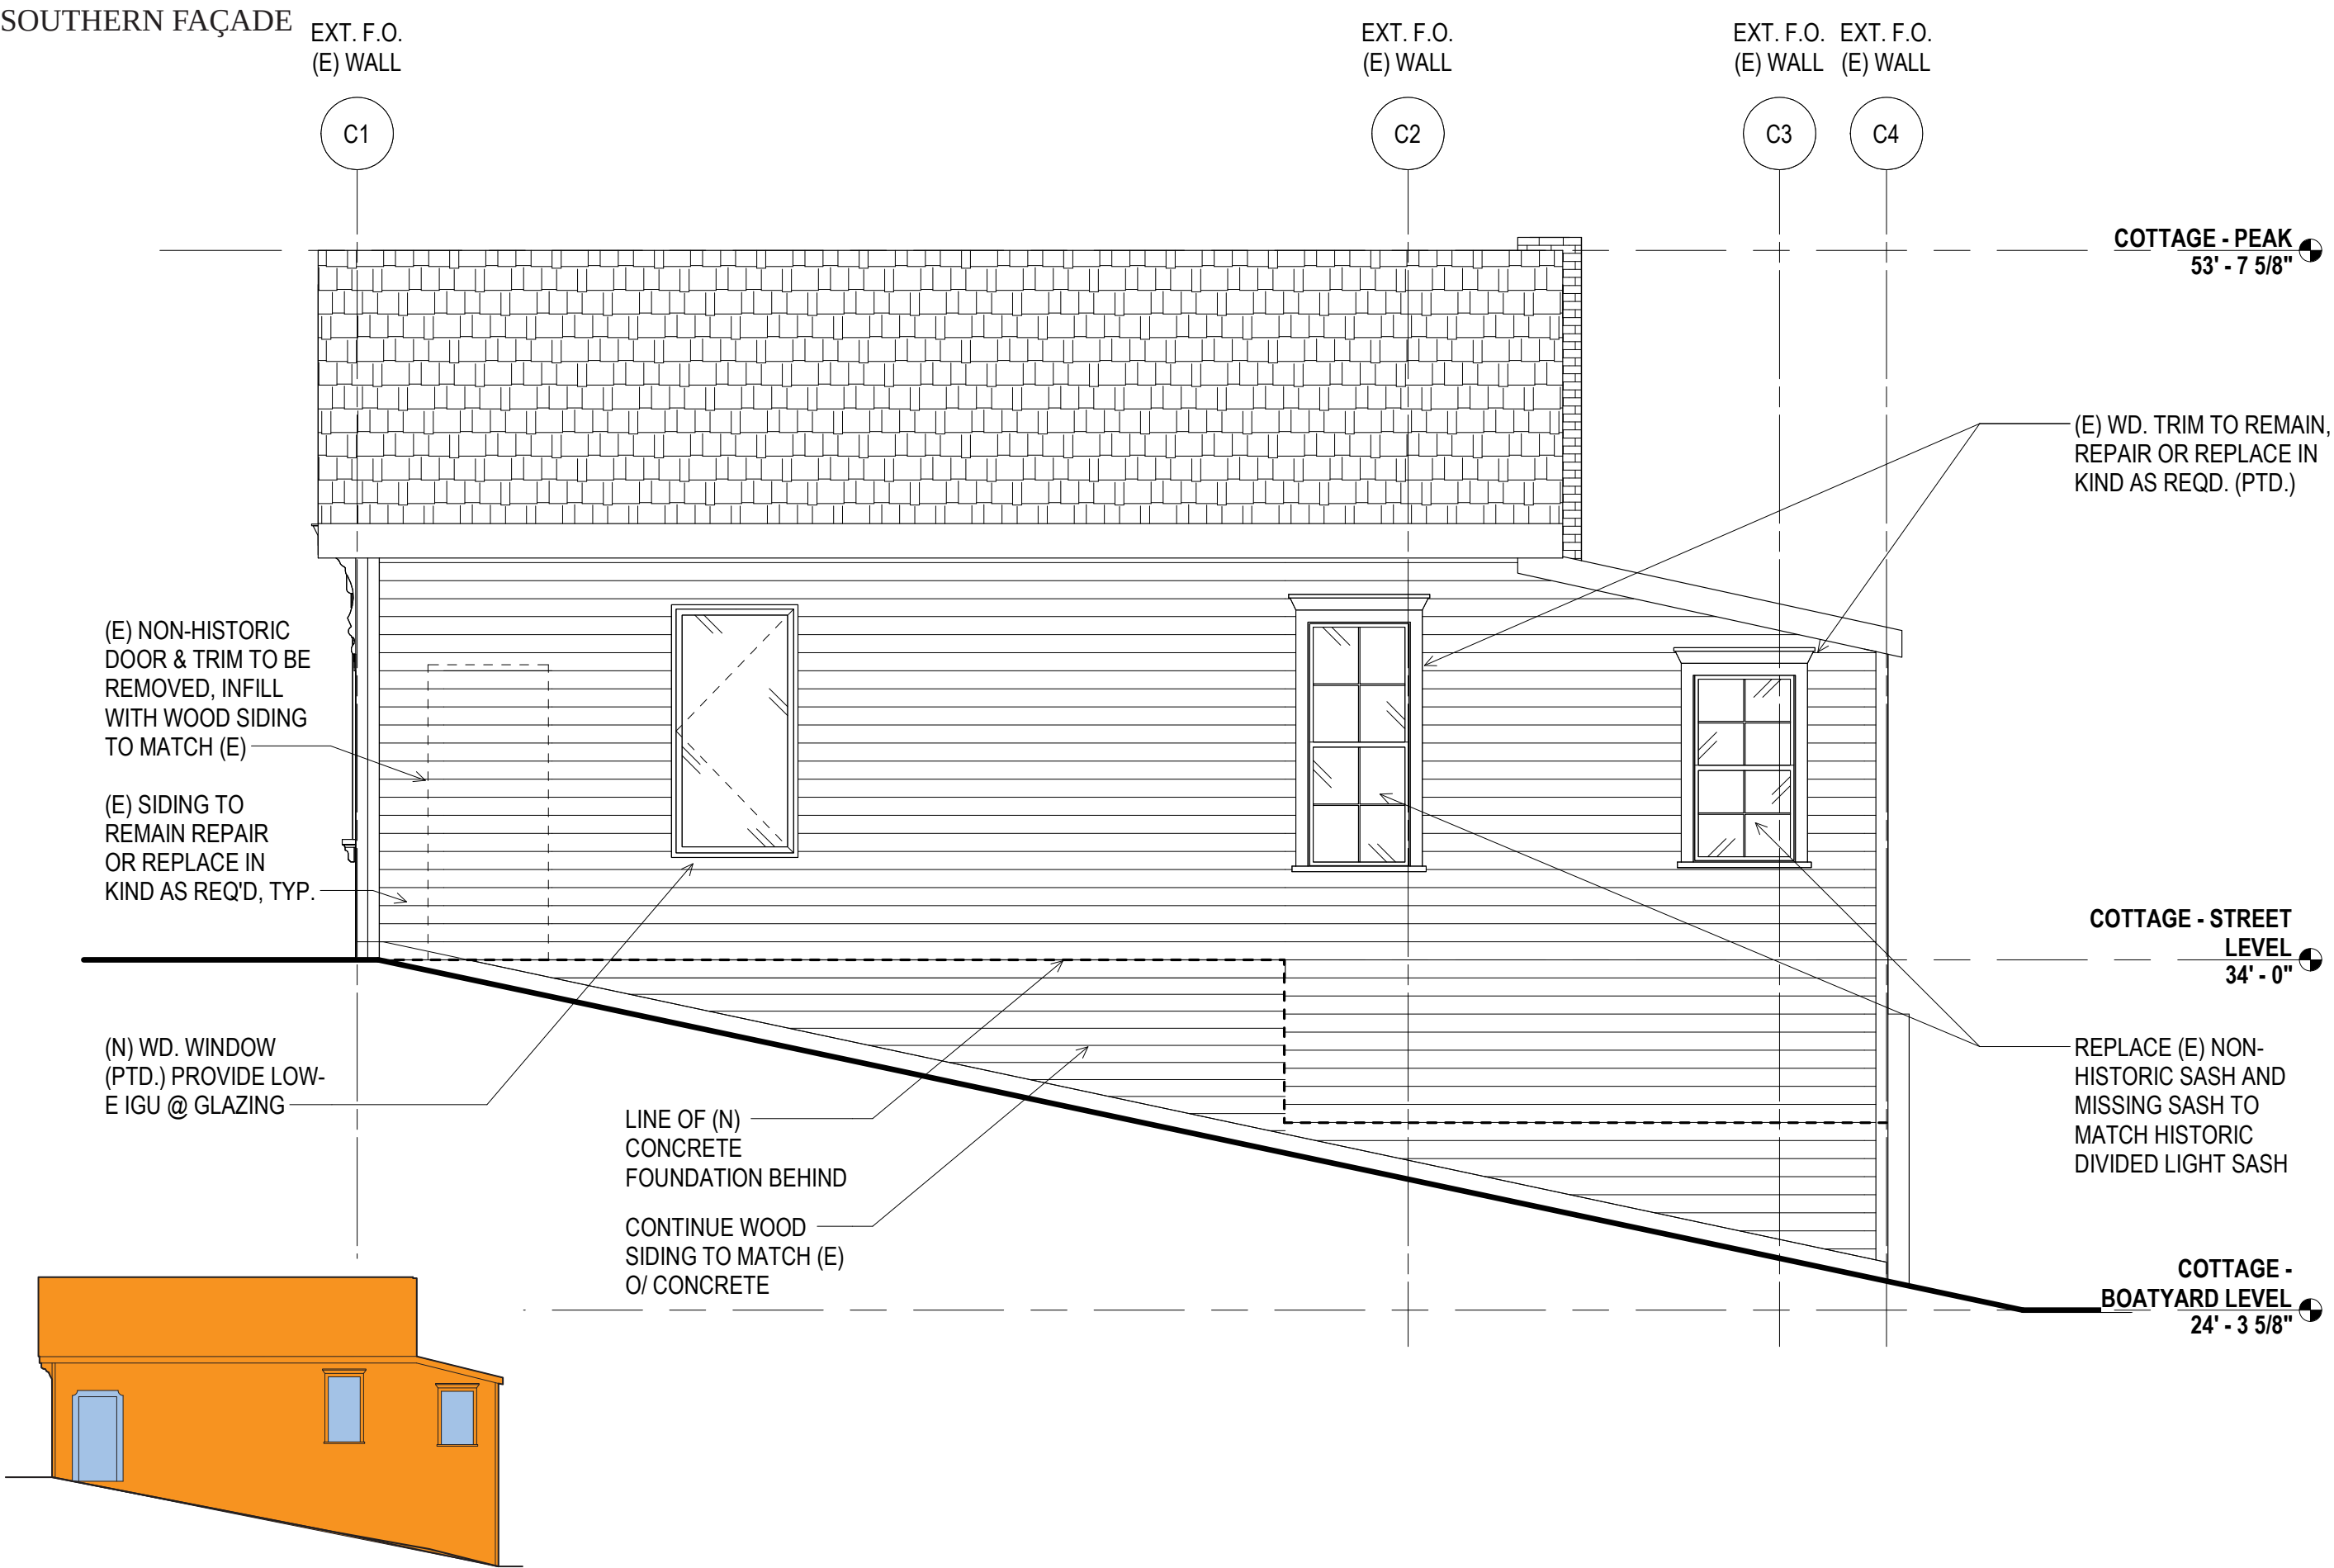 SOUTHERN FAÇADE
EXT. F.O.
(E) WALL
EXT. F.O.
(E) WALL
EXT. F.O.
(E) WALL
EXT. F.O.
(E) WALL
C1
C2
C3
C4
COTTAGE - PEAK
53' - 7 5/8"
(E) WD. TRIM TO REMAIN,
REPAIR OR REPLACE IN
KIND AS REQD. (PTD.)
(E) NON-HISTORIC
DOOR & TRIM TO BE
REMOVED, INFILL
WITH WOOD SIDING
TO MATCH (E)
(E) SIDING TO
REMAIN REPAIR
OR REPLACE IN
KIND AS REQ'D, TYP.
COTTAGE - STREET
LEVEL
34' - 0"
(N) WD. WINDOW
(PTD.) PROVIDE LOW-
E IGU @ GLAZING
LINE OF (N)
CONCRETE
FOUNDATION BEHIND
CONTINUE WOOD
SIDING TO MATCH (E)
O/ CONCRETE
REPLACE (E) NON-
HISTORIC SASH AND
MISSING SASH TO
MATCH HISTORIC
DIVIDED LIGHT SASH
COTTAGE -
BOATYARD LEVEL
24' - 3 5/8"